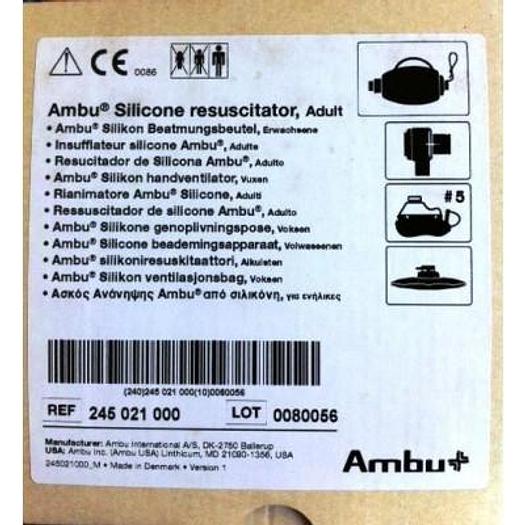 0086
Ambu® Silicone resuscitator, Adult
• Ambu® Silikon Beatmungsbeutel, Erwachsene
• Insufflateur silicone Ambu®, Adulte
• Resucitador de Silicona Ambu®, Adulto
• Ambu® Silikon handventilator, Vuxen
• Rianimatore Ambu® Silicone, Adulti
• Ressuscitador de silicone Ambu®, Adulto
• Ambu® Silikone genoplivningspose, Voksen
• Ambu® Silicone beademingsapparaat, Volwassenen
• Ambu® silikoniresuskitaattori, Aikuisten
• Ambu® Silikon ventilasjonsbag, Voksen
• Ασκός Ανάνηψης Ambu® από σιλικόνη, για ενήλικες
#5
(240)245 021 000(10)0080056
REF 245 021 000 LOT 0080056
Manufacturer: Ambu International A/S, DK-2750 Ballerup
USA: Ambu Inc. (Ambu USA) Linthicum, MD 21090-1356, USA
245021000_M • Made in Denmark • Version 1
Ambu